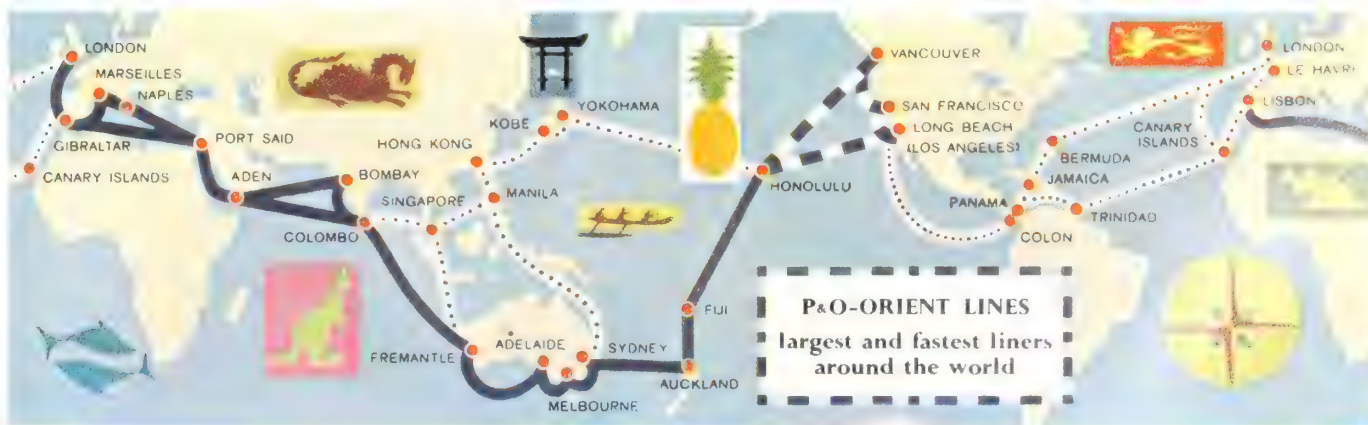 LONDON
MARSEILLES
NAPLES
GIBRALTAR
CANARY ISLANDS
PORT SAID
ADEN
BOMBAY
COLOMBO
SINGAPORE
HONG KONG
KOBE
YOKOHAMA
MANILA
FREMANTLE
ADELAIDE
MELBOURNE
SYDNEY
AUCKLAND
FIJI
HONOLULU
VANCOUVER
SAN FRANCISCO
LONG BEACH
(LOS ANGELES)
PANAMA
COLON
BERMUDA
JAMAICA
TRINIDAD
CANARY
ISLANDS
LONDON
LE HAVRE
LISBON
P&O-ORIENT LINES
largest and fastest liners
around the world